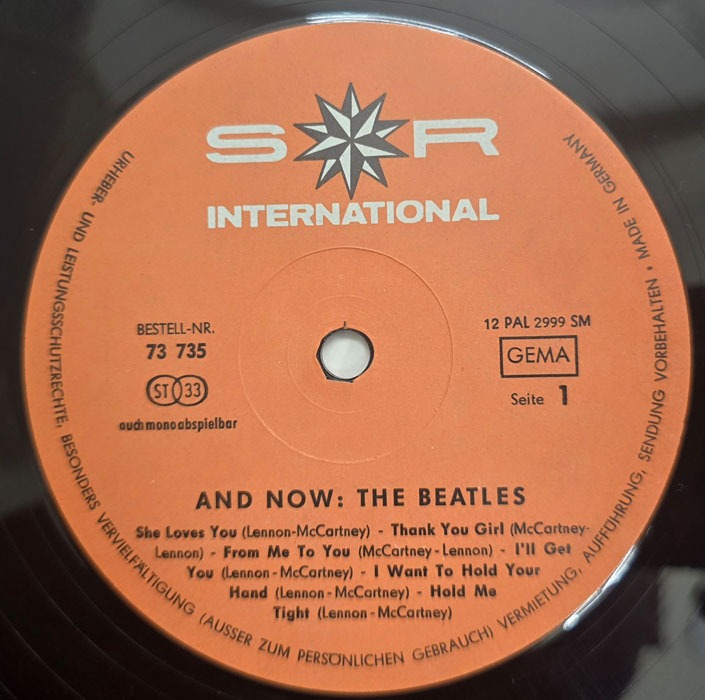 S R
INTERNATIONAL
BESTELL-NR.
73 735
ST 33
auch mono abspielbar
12 PAL 2999 SM
GEMA
Seite 1
AND NOW: THE BEATLES
She Loves You (Lennon-McCartney) - Thank You Girl (McCartney-
Lennon) - From Me To You (McCartney-Lennon) - I'll Get
You (Lennon-McCartney) - I Want To Hold Your
Hand (Lennon-McCartney) - Hold Me
Tight (Lennon-McCartney)
URHEBER- UND LEISTUNGSSCHUTZRECHTE, BESONDERS VERVIELFÄLTIGUNG (AUSSER ZUM PERSÖNLICHEN GEBRAUCH) VERMIETUNG, AUFFÜHRUNG, SENDUNG VORBEHALTEN • MADE IN GERMANY